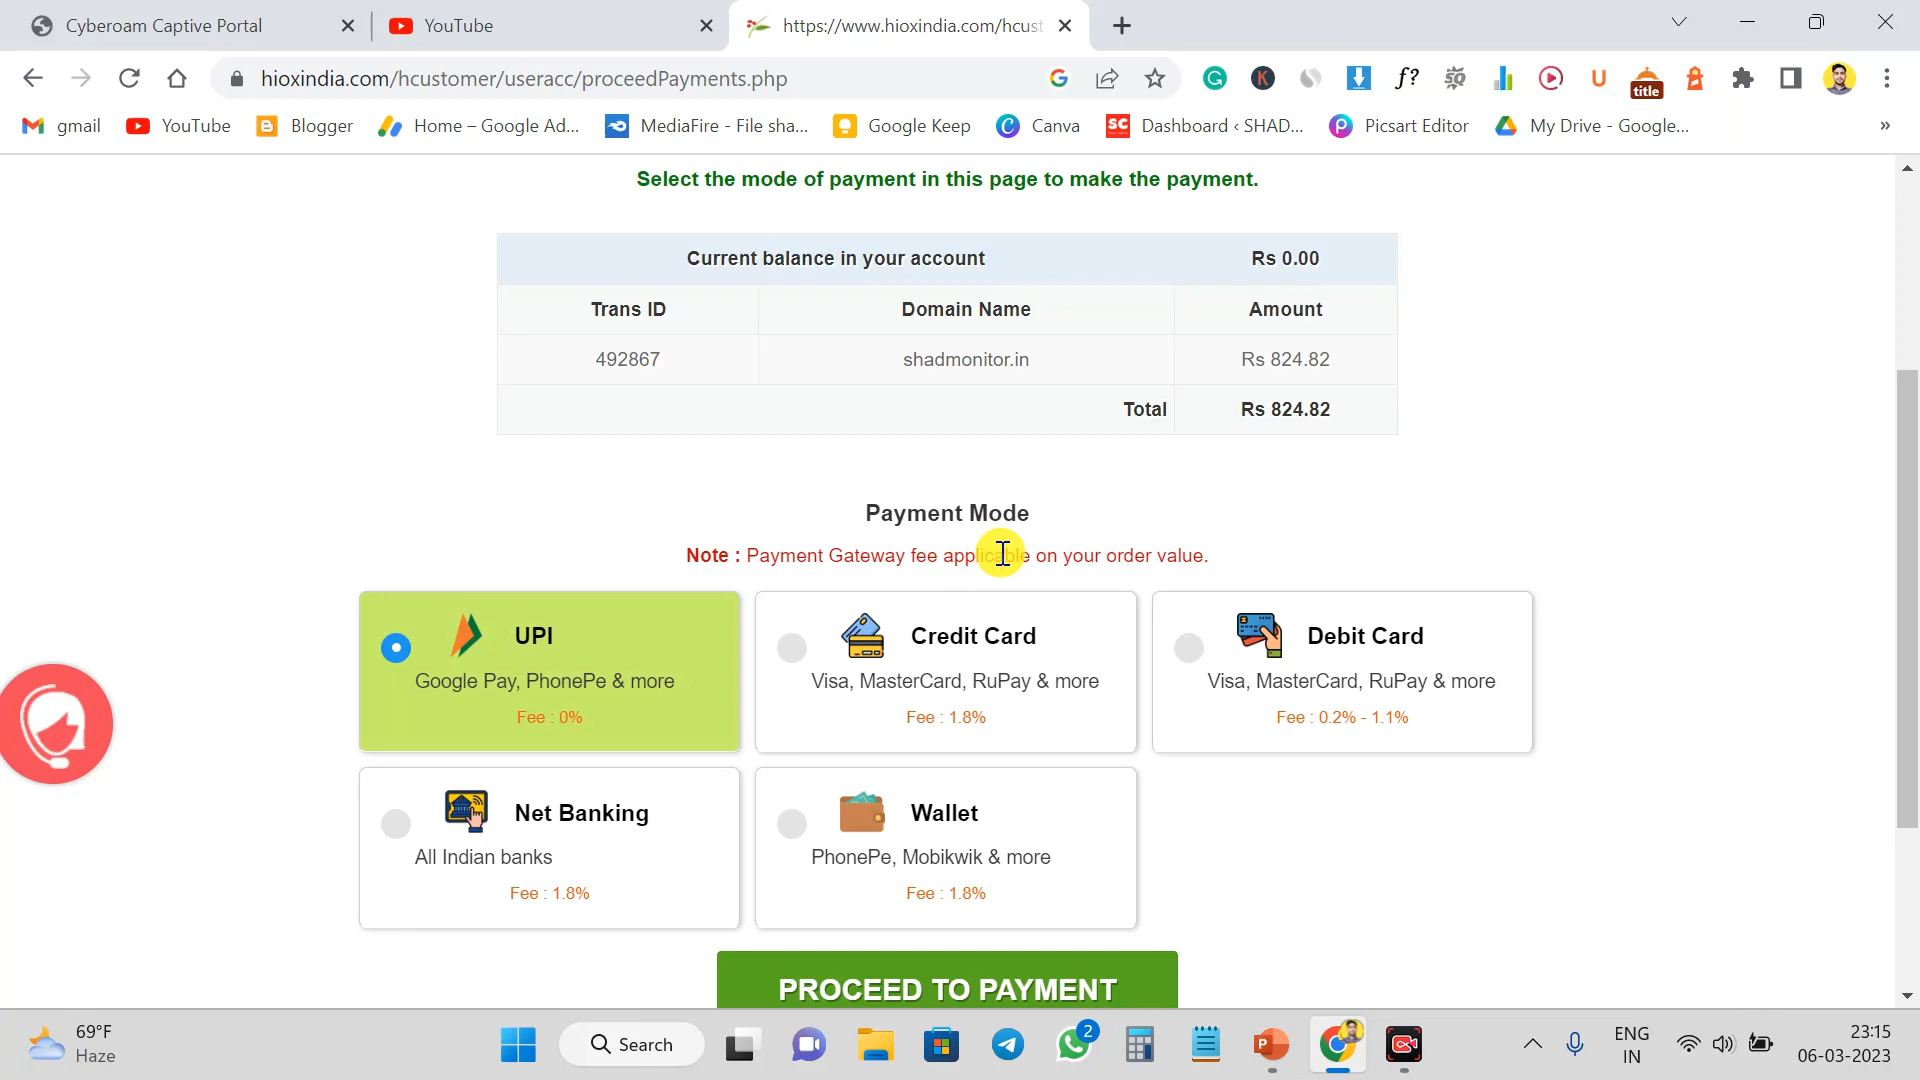 Cyberoam Captive Portal
YouTube
https://www.hioxindia.com/hcust
hioxindia.com/hcustomer/useracc/proceedPayments.php
title
gmail
YouTube
Blogger
Home – Google Ad...
MediaFire - File sha...
Google Keep
Canva
Dashboard ‹ SHAD...
Picsart Editor
My Drive - Google...
»
Select the mode of payment in this page to make the payment.
Current balance in your account Rs 0.00
Trans ID Domain Name Amount
492867 shadmonitor.in Rs 824.82
Total Rs 824.82
Payment Mode
Note : Payment Gateway fee applicable on your order value.
UPI
Google Pay, PhonePe & more
Fee : 0%
Credit Card
Visa, MasterCard, RuPay & more
Fee : 1.8%
Debit Card
Visa, MasterCard, RuPay & more
Fee : 0.2% - 1.1%
Net Banking
All Indian banks
Fee : 1.8%
Wallet
PhonePe, Mobikwik & more
Fee : 1.8%
PROCEED TO PAYMENT
69°F
Haze
Search
2
ENG
IN
23:15
06-03-2023